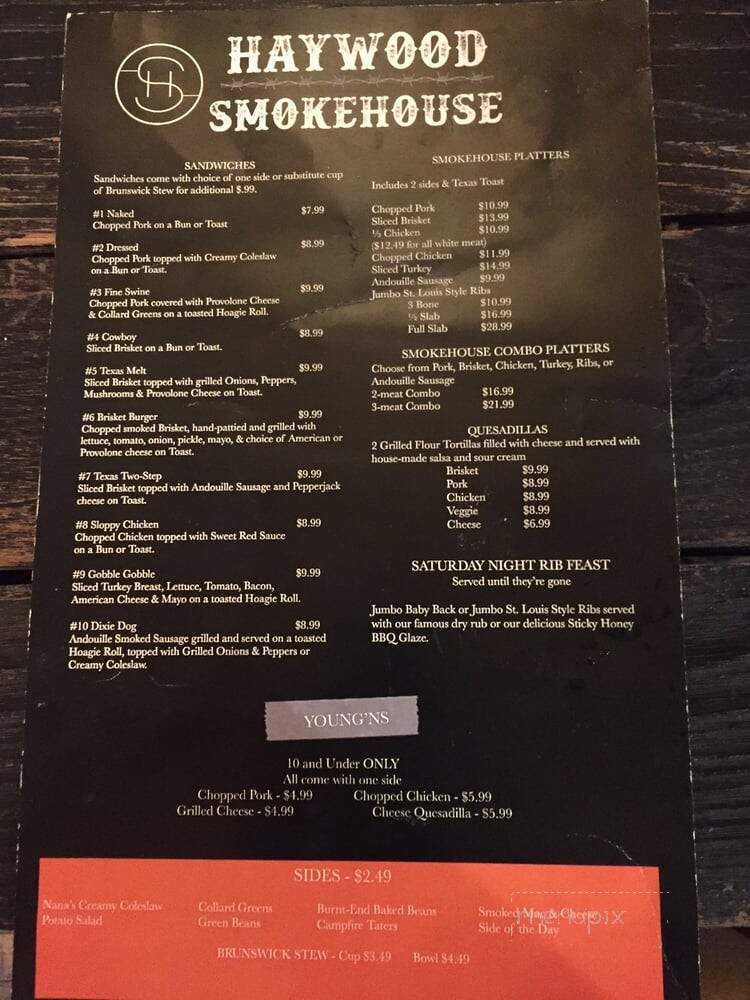 HAYWOOD
SMOKEHOUSE
SANDWICHES
Sandwiches come with choice of one side or substitute cup
of Brunswick Stew for additional $.99.
#1 Naked $7.99
Chopped Pork on a Bun or Toast
#2 Dressed $8.99
Chopped Pork topped with Creamy Coleslaw
on a Bun or Toast.
#3 Fine Swine $9.99
Chopped Pork covered with Provolone Cheese
& Collard Greens on a toasted Hoagie Roll.
#4 Cowboy $8.99
Sliced Brisket on a Bun or Toast.
#5 Texas Melt $9.99
Sliced Brisket topped with grilled Onions, Peppers,
Mushrooms & Provolone Cheese on Toast.
#6 Brisket Burger $9.99
Chopped smoked Brisket, hand-pattied and grilled with
lettuce, tomato, onion, pickle, mayo, & choice of American or
Provolone cheese on Toast.
#7 Texas Two-Step $9.99
Sliced Brisket topped with Andouille Sausage and Pepperjack
cheese on Toast.
#8 Sloppy Chicken $8.99
Chopped Chicken topped with Sweet Red Sauce
on a Bun or Toast.
#9 Gobble Gobble $9.99
Sliced Turkey Breast, Lettuce, Tomato, Bacon,
American Cheese & Mayo on a toasted Hoagie Roll.
#10 Dixie Dog $8.99
Andouille Smoked Sausage grilled and served on a toasted
Hoagie Roll, topped with Grilled Onions & Peppers or
Creamy Coleslaw.
SMOKEHOUSE PLATTERS
Includes 2 sides & Texas Toast
Chopped Pork $10.99
Sliced Brisket $13.99
½ Chicken $10.99
($12.49 for all white meat)
Chopped Chicken $11.99
Sliced Turkey $14.99
Andouille Sausage $9.99
Jumbo St. Louis Style Ribs
3 Bone $10.99
½ Slab $16.99
Full Slab $28.99
SMOKEHOUSE COMBO PLATTERS
Choose from Pork, Brisket, Chicken, Turkey, Ribs, or
Andouille Sausage
2-meat Combo $16.99
3-meat Combo $21.99
QUESADILLAS
2 Grilled Flour Tortillas filled with cheese and served with
house-made salsa and sour cream
Brisket $9.99
Pork $8.99
Chicken $8.99
Veggie $8.99
Cheese $6.99
SATURDAY NIGHT RIB FEAST
Served until they're gone
Jumbo Baby Back or Jumbo St. Louis Style Ribs served
with our famous dry rub or our delicious Sticky Honey
BBQ Glaze.
YOUNG'NS
10 and Under ONLY
All come with one side
Chopped Pork - $4.99 Chopped Chicken - $5.99
Grilled Cheese - $4.99 Cheese Quesadilla - $5.99
SIDES - $2.49
Nana's Creamy Coleslaw Collard Greens Burnt-End Baked Beans Smoked Mac & Cheese
Potato Salad Green Beans Campfire Taters Side of the Day
menupix
BRUNSWICK STEW - Cup $3.49 Bowl $4.49